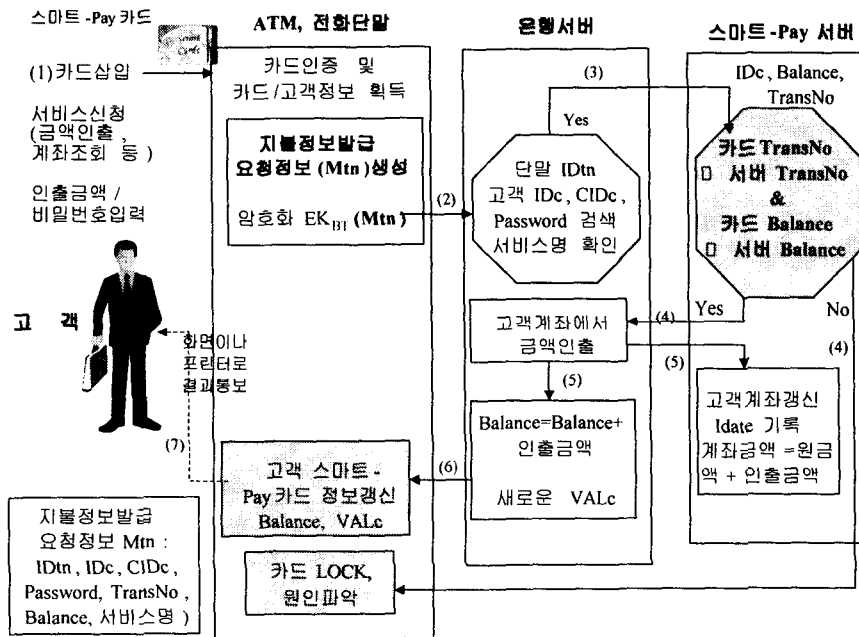 스마트-Pay 카드
(1) 카드삽입
서비스신청
(금액인출,
계좌조회 등)
인출금액 /
비밀번호입력
고 객
ATM, 전화단말
카드인증 및
카드/고객정보 획득
지불정보발급
요청정보(Mtn)생성
암호화 EK_BT(Mtn)
(2)
은행서버
(3)
Yes
단말 IDtn
고객 IDc, CIDc,
Password 검색
서비스명 확인
스마트-Pay 서버
IDc, Balance,
TransNo
카드 TransNo
▯ 서버 TransNo
&
카드 Balance
▯ 서버 Balance
Yes
No
(4)
고객계좌에서
금액인출
(5)
(5)
(4)
고객계좌갱신
Idate 기록
계좌금액 =원금
액 + 인출금액
Balance=Balance+
인출금액
새로운 VALc
(6)
고객 스마트-
Pay카드 정보갱신
Balance, VALc
화면이나
프린터로
결과통보
(7)
카드 LOCK,
원인파악
지불정보발급
요청정보 Mtn :
IDtn, IDc, CIDc,
Password, TransNo,
Balance, 서비스명 )